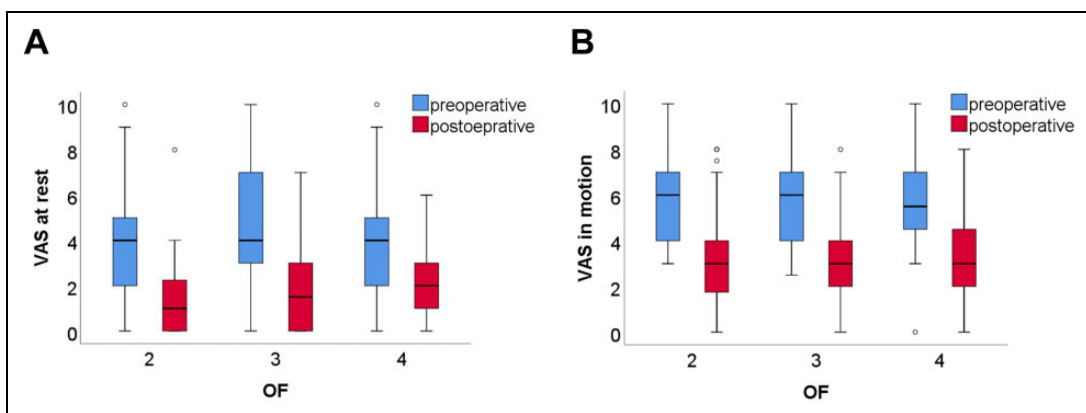 A
VAS at rest
10
8
6
4
2
0
preoperative
postoeprative
2 3 4
OF
B
VAS in motion
10
8
6
4
2
0
preoperative
postoperative
2 3 4
OF